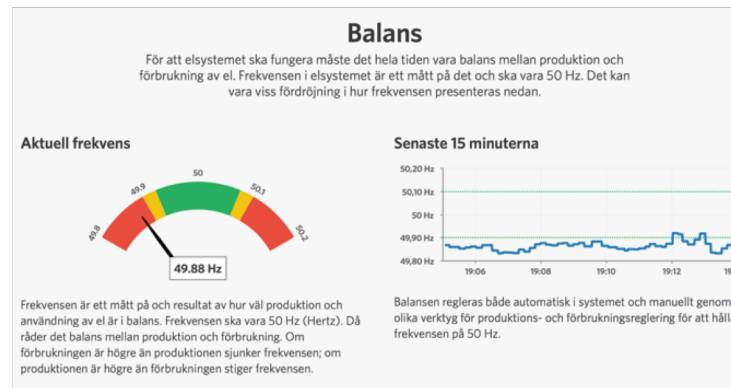 Balans
För att elsystemet ska fungera måste det hela tiden vara balans mellan produktion och
förbrukning av el. Frekvensen i elsystemet är ett mått på det och ska vara 50 Hz. Det kan
vara viss fördröjning i hur frekvensen presenteras nedan.
Aktuell frekvens
49.8
49.9
50
50.1
50.2
49.88 Hz
Frekvensen är ett mått på och resultat av hur väl produktion och
användning av el är i balans. Frekvensen ska vara 50 Hz (Hertz). Då
råder det balans mellan produktion och förbrukning. Om
förbrukningen är högre än produktionen sjunker frekvensen; om
produktionen är högre än förbrukningen stiger frekvensen.
Senaste 15 minuterna
50,20 Hz
50,10 Hz
50 Hz
49,90 Hz
49,80 Hz
19:06 19:08 19:10 19:12 19
Balansen regleras både automatisk i systemet och manuellt genom
olika verktyg för produktions- och förbrukningsreglering för att hålla
frekvensen på 50 Hz.